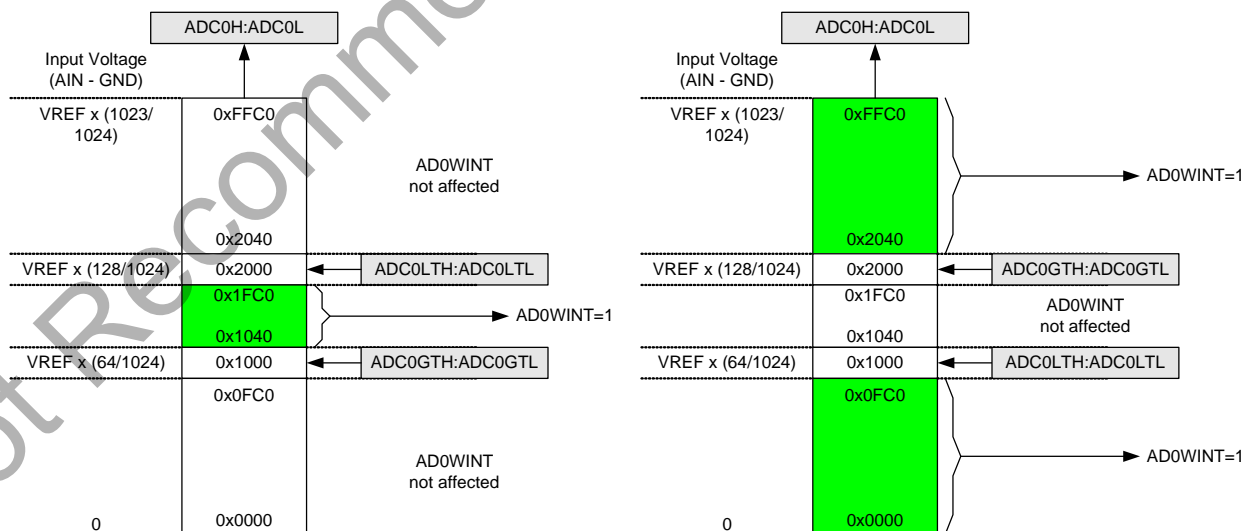 ADC0H:ADC0L
Input Voltage
(AIN - GND)
VREF x (1023/
1024)
0xFFC0
AD0WINT
not affected
0x2040
VREF x (128/1024)
0x2000
ADC0LTH:ADC0LTL
0x1FC0
AD0WINT=1
0x1040
VREF x (64/1024)
0x1000
ADC0GTH:ADC0GTL
0x0FC0
AD0WINT
not affected
0
0x0000
ADC0H:ADC0L
Input Voltage
(AIN - GND)
VREF x (1023/
1024)
0xFFC0
AD0WINT=1
0x2040
VREF x (128/1024)
0x2000
ADC0GTH:ADC0GTL
0x1FC0
AD0WINT
not affected
0x1040
VREF x (64/1024)
0x1000
ADC0LTH:ADC0LTL
0x0FC0
AD0WINT=1
0
0x0000